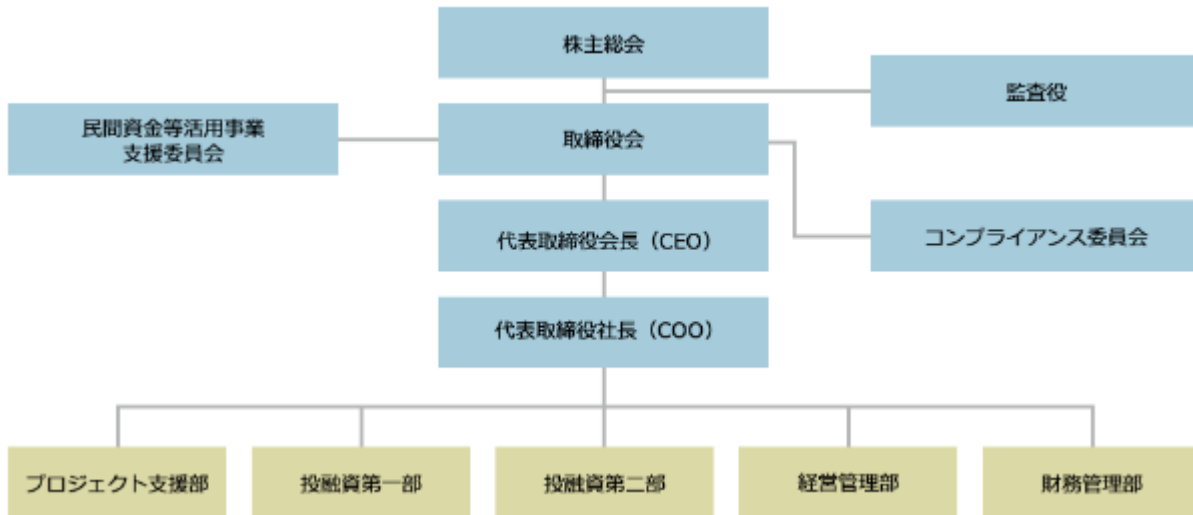 株主総会
監査役
民間資金等活用事業
支援委員会
取締役会
代表取締役会長（CEO）
コンプライアンス委員会
代表取締役社長（COO）
プロジェクト支援部
投融資第一部
投融資第二部
経営管理部
財務管理部